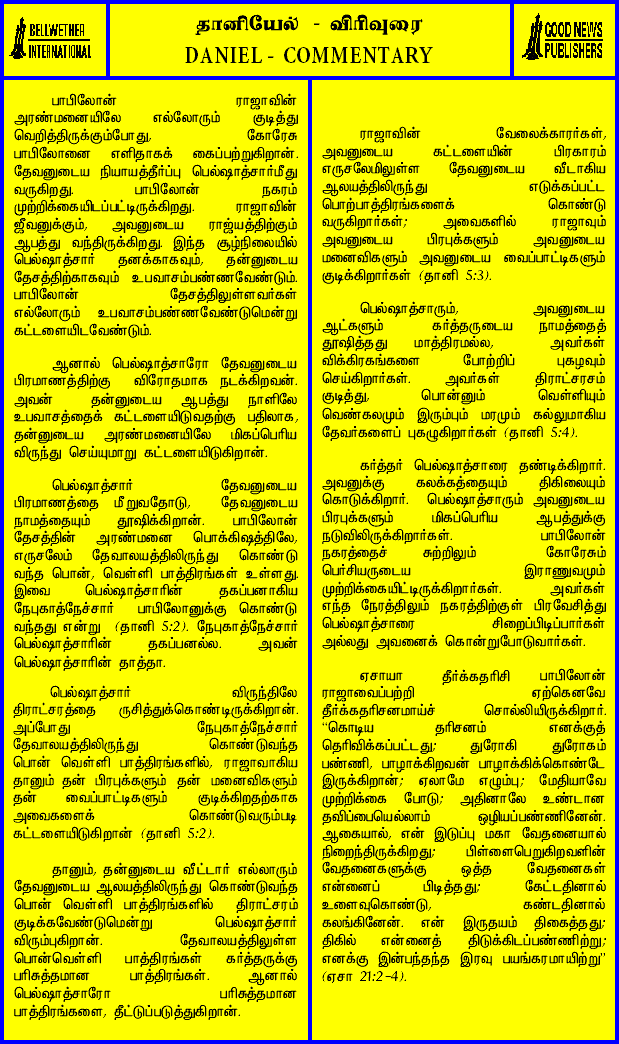 BELLWETHER
INTERNATIONAL
தானியேல் - விரிவுரை
DANIEL - COMMENTARY
GOOD NEWS
PUBLISHERS
பாபிலோன் ராஜாவின்
அரண்மனையிலே எல்லோரும் குடித்து
வெறித்திருக்கும்போது, கோரேசு
பாபிலோனை எளிதாகக் கைப்பற்றுகிறான்.
தேவனுடைய நியாயத்தீர்ப்பு பெல்ஷாத்சார்மீது
வருகிறது. பாபிலோன் நகரம்
முற்றிக்கையிடப்பட்டிருக்கிறது. ராஜாவின்
ஜீவனுக்கும், அவனுடைய ராஜ்யத்திற்கும்
ஆபத்து வந்திருக்கிறது. இந்த சூழ்நிலையில்
பெல்ஷாத்சார் தனக்காகவும், தன்னுடைய
தேசத்திற்காகவும் உபவாசம்பண்ணவேண்டும்.
பாபிலோன் தேசத்திலுள்ளவர்கள்
எல்லோரும் உபவாசம்பண்ணவேண்டுமென்று
கட்டளையிடவேண்டும்.
ஆனால் பெல்ஷாத்சாரோ தேவனுடைய
பிரமாணத்திற்கு விரோதமாக நடக்கிறவன்.
அவன் தன்னுடைய ஆபத்து நாளிலே
உபவாசத்தைக் கட்டளையிடுவதற்கு பதிலாக,
தன்னுடைய அரண்மனையிலே மிகப்பெரிய
விருந்து செய்யுமாறு கட்டளையிடுகிறான்.
பெல்ஷாத்சார் தேவனுடைய
பிரமாணத்தை மீறுவதோடு, தேவனுடைய
நாமத்தையும் தூஷிக்கிறான். பாபிலோன்
தேசத்தின் அரண்மனை பொக்கிஷத்திலே,
எருசலேம் தேவாலயத்திலிருந்து கொண்டு
வந்த பொன், வெள்ளி பாத்திரங்கள் உள்ளது.
இவை பெல்ஷாத்சாரின் தகப்பனாகிய
நேபுகாத்நேச்சார் பாபிலோனுக்கு கொண்டு
வந்தது என்று (தானி 5:2). நேபுகாத்நேச்சார்
பெல்ஷாத்சாரின் தகப்பனல்ல. அவன்
பெல்ஷாத்சாரின் தாத்தா.
பெல்ஷாத்சார் விருந்திலே
திராட்சரத்தை ருசித்துக்கொண்டிருக்கிறான்.
அப்போது நேபுகாத்நேச்சார்
தேவாலயத்திலிருந்து கொண்டுவந்த
பொன் வெள்ளி பாத்திரங்களில், ராஜாவாகிய
தானும் தன் பிரபுக்களும் தன் மனைவிகளும்
தன் வைப்பாட்டிகளும் குடிக்கிறதற்காக
அவைகளைக் கொண்டுவரும்படி
கட்டளையிடுகிறான் (தானி 5:2).
தானும், தன்னுடைய வீட்டார் எல்லாரும்
தேவனுடைய ஆலயத்திலிருந்து கொண்டுவந்த
பொன் வெள்ளி பாத்திரங்களில் திராட்சரம்
குடிக்கவேண்டுமென்று பெல்ஷாத்சார்
விரும்புகிறான். தேவாலயத்திலுள்ள
பொன்வெள்ளி பாத்திரங்கள் கர்த்தருக்கு
பரிசுத்தமான பாத்திரங்கள். ஆனால்
பெல்ஷாத்சாரோ பரிசுத்தமான
பாத்திரங்களை, தீட்டுப்படுத்துகிறான்.
ராஜாவின் வேலைக்காரர்கள்,
அவனுடைய கட்டளையின் பிரகாரம்
எருசலேமிலுள்ள தேவனுடைய வீடாகிய
ஆலயத்திலிருந்து எடுக்கப்பட்ட
பொற்பாத்திரங்களைக் கொண்டு
வருகிறார்கள்; அவைகளில் ராஜாவும்
அவனுடைய பிரபுக்களும் அவனுடைய
மனைவிகளும் அவனுடைய வைப்பாட்டிகளும்
குடிக்கிறார்கள் (தானி 5:3).
பெல்ஷாத்சாரும், அவனுடைய
ஆட்களும் கர்த்தருடைய நாமத்தைத்
தூஷித்தது மாத்திரமல்ல, அவர்கள்
விக்கிரகங்களை போற்றிப் புகழவும்
செய்கிறார்கள். அவர்கள் திராட்சரசம்
குடித்து, பொன்னும் வெள்ளியும்
வெண்கலமும் இரும்பும் மரமும் கல்லுமாகிய
தேவர்களைப் புகழுகிறார்கள் (தானி 5:4).
கர்த்தர் பெல்ஷாத்சாரை தண்டிக்கிறார்.
அவனுக்கு கலக்கத்தையும் திகிலையும்
கொடுக்கிறார். பெல்ஷாத்சாரும் அவனுடைய
பிரபுக்களும் மிகப்பெரிய ஆபத்துக்கு
நடுவிலிருக்கிறார்கள். பாபிலோன்
நகரத்தைச் சுற்றிலும் கோரேசும்
பெர்சியருடைய இராணுவமும்
முற்றிக்கையிட்டிருக்கிறார்கள். அவர்கள்
எந்த நேரத்திலும் நகரத்திற்குள் பிரவேசித்து
பெல்ஷாத்சாரை சிறைப்பிடிப்பார்கள்
அல்லது அவனைக் கொன்றுபோடுவார்கள்.
ஏசாயா தீர்க்கதரிசி பாபிலோன்
ராஜாவைப்பற்றி ஏற்கெனவே
தீர்க்கதரிசனமாய்ச் சொல்லியிருக்கிறார்.
"கொடிய தரிசனம் எனக்குத்
தெரிவிக்கப்பட்டது; துரோகி துரோகம்
பண்ணி, பாழாக்கிறவன் பாழாக்கிக்கொண்டே
இருக்கிறான்; ஏலாமே எழும்பு; மேதியாவே
முற்றிக்கை போடு; அதினாலே உண்டான
தவிப்பையெல்லாம் ஒழியப்பண்ணினேன்.
ஆகையால், என் இடுப்பு மகா வேதனையால்
நிறைந்திருக்கிறது; பிள்ளைபெறுகிறவளின்
வேதனைகளுக்கு ஒத்த வேதனைகள்
என்னைப் பிடித்தது; கேட்டதினால்
உளைவுகொண்டு, கண்டதினால்
கலங்கினேன். என் இருதயம் திகைத்தது;
திகில் என்னைத் திடுக்கிடப்பண்ணிற்று;
எனக்கு இன்பந்தந்த இரவு பயங்கரமாயிற்று"
(ஏசா 21:2-4).